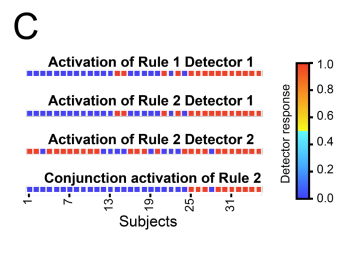 C
Activation of Rule 1 Detector 1
Activation of Rule 2 Detector 1
Activation of Rule 2 Detector 2
Conjunction activation of Rule 2
1 7 13 19 25 31
Subjects
Detector response
1.0
0.8
0.6
0.4
0.2
0.0